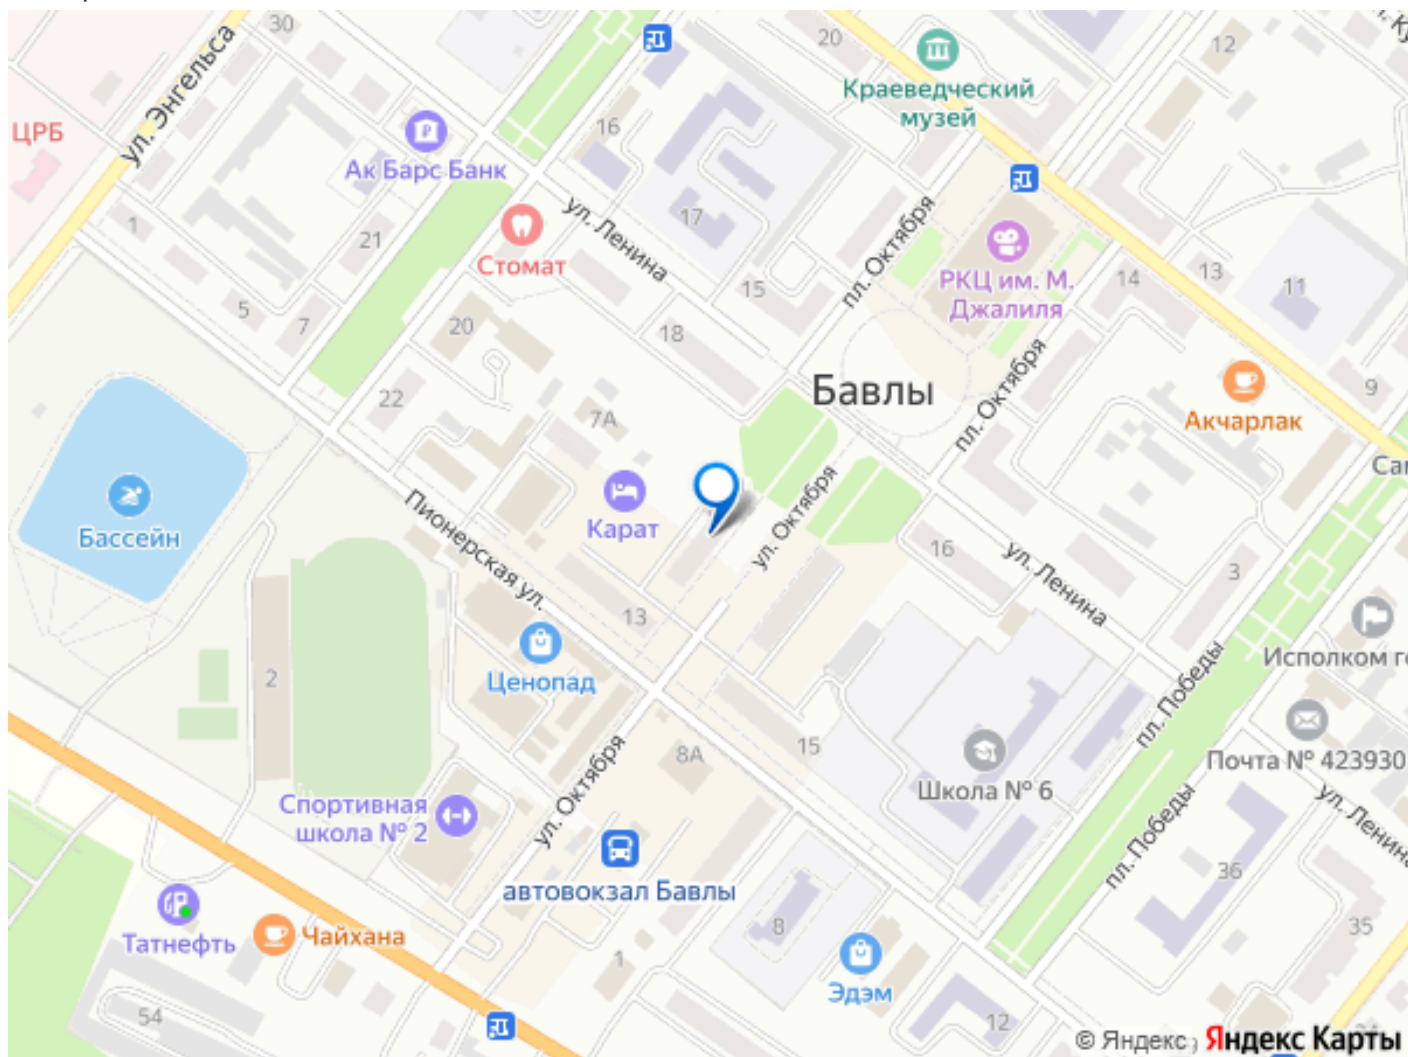 30
ул. Энгельса
ЦРБ
Ак Барс Банк
16
20
12
Краеведческий
музей
1
21
Стомат
ул. Ленина
17
пл. Октября
РКЦ им. М.
Джалиля
14
13
11
5
7
20
18
15
22
7А
Бавлы
пл. Октября
Акчарлак
9
Бассейн
Пионерская ул.
Карат
ул. Октября
16
ул. Ленина
3
13
2
Ценопад
Исполком
пл. Победы
8А
15
Школа № 6
Почта № 423930
ул. Октября
Спортивная
школа № 2
автовокзал Бавлы
пл. Победы
ул. Ленина
36
35
Татнефть
Чайхана
8
1
Эдэм
54
12
© Яндекс Яндекс Карты